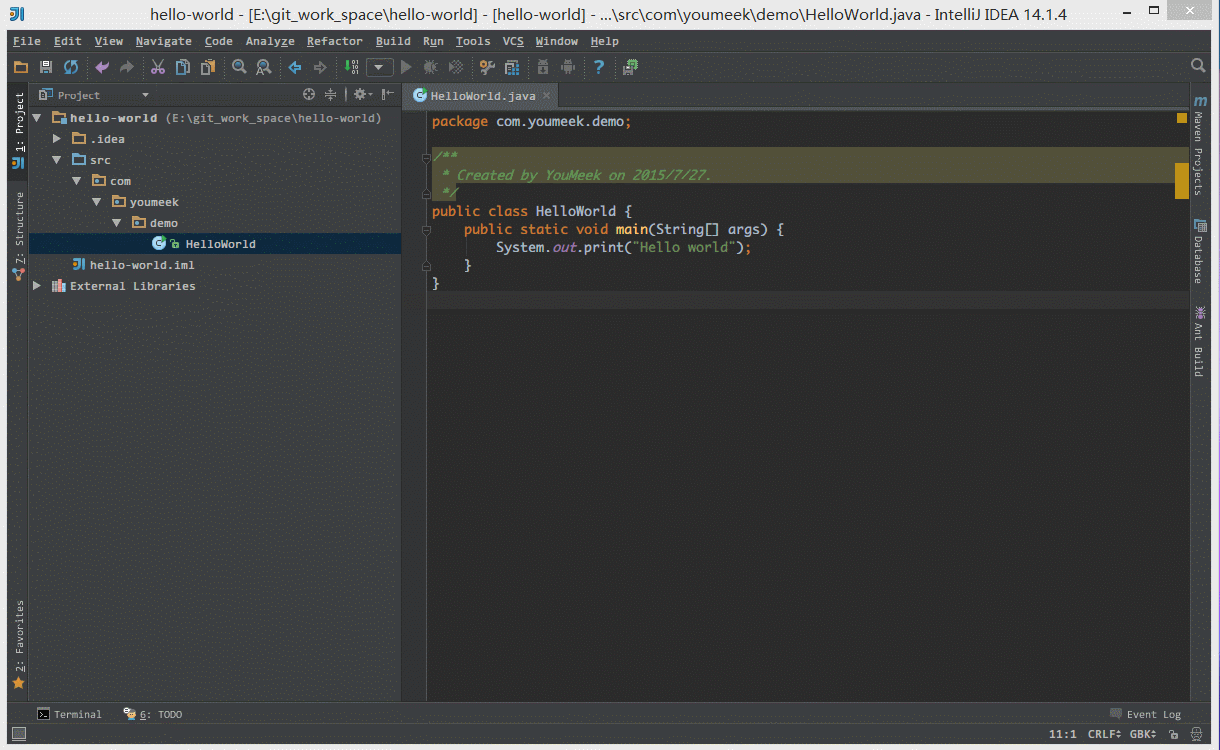 hello-world - [E:\git_work_space\hello-world] - [hello-world] - ...\src\com\youmeek\demo\HelloWorld.java - IntelliJ IDEA 14.1.4
File Edit View Navigate Code Analyze Refactor Build Run Tools VCS Window Help
Project
HelloWorld.java
1: Project
7: Structure
2: Favorites
hello-world (E:\git_work_space\hello-world)
.idea
src
com
youmeek
demo
HelloWorld
hello-world.iml
External Libraries
package com.youmeek.demo;
/**
* Created by YouMeek on 2015/7/27.
*/
public class HelloWorld {
public static void main(String[] args) {
System.out.print("Hello world");
}
}
Maven Projects
Database
Ant Build
Terminal
6: TODO
Event Log
11:1 CRLF GBK